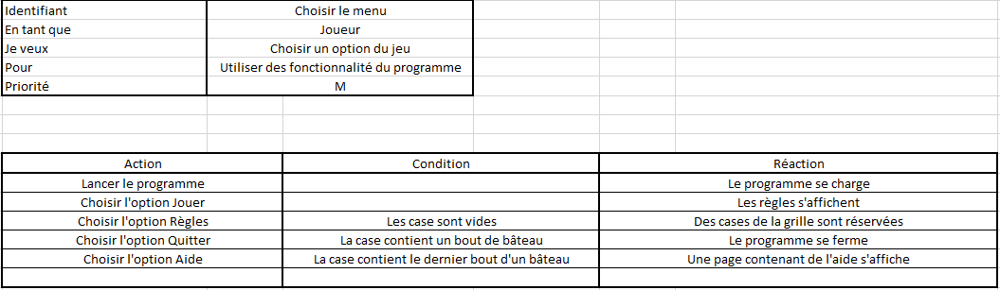 Identifiant Choisir le menu
En tant que Joueur
Je veux Choisir un option du jeu
Pour Utiliser des fonctionnalité du programme
Priorité M
Action Condition Réaction
Lancer le programme Le programme se charge
Choisir l'option Jouer Les règles s'affichent
Choisir l'option Règles Les case sont vides Des cases de la grille sont réservées
Choisir l'option Quitter La case contient un bout de bâteau Le programme se ferme
Choisir l'option Aide La case contient le dernier bout d'un bâteau Une page contenant de l'aide s'affiche